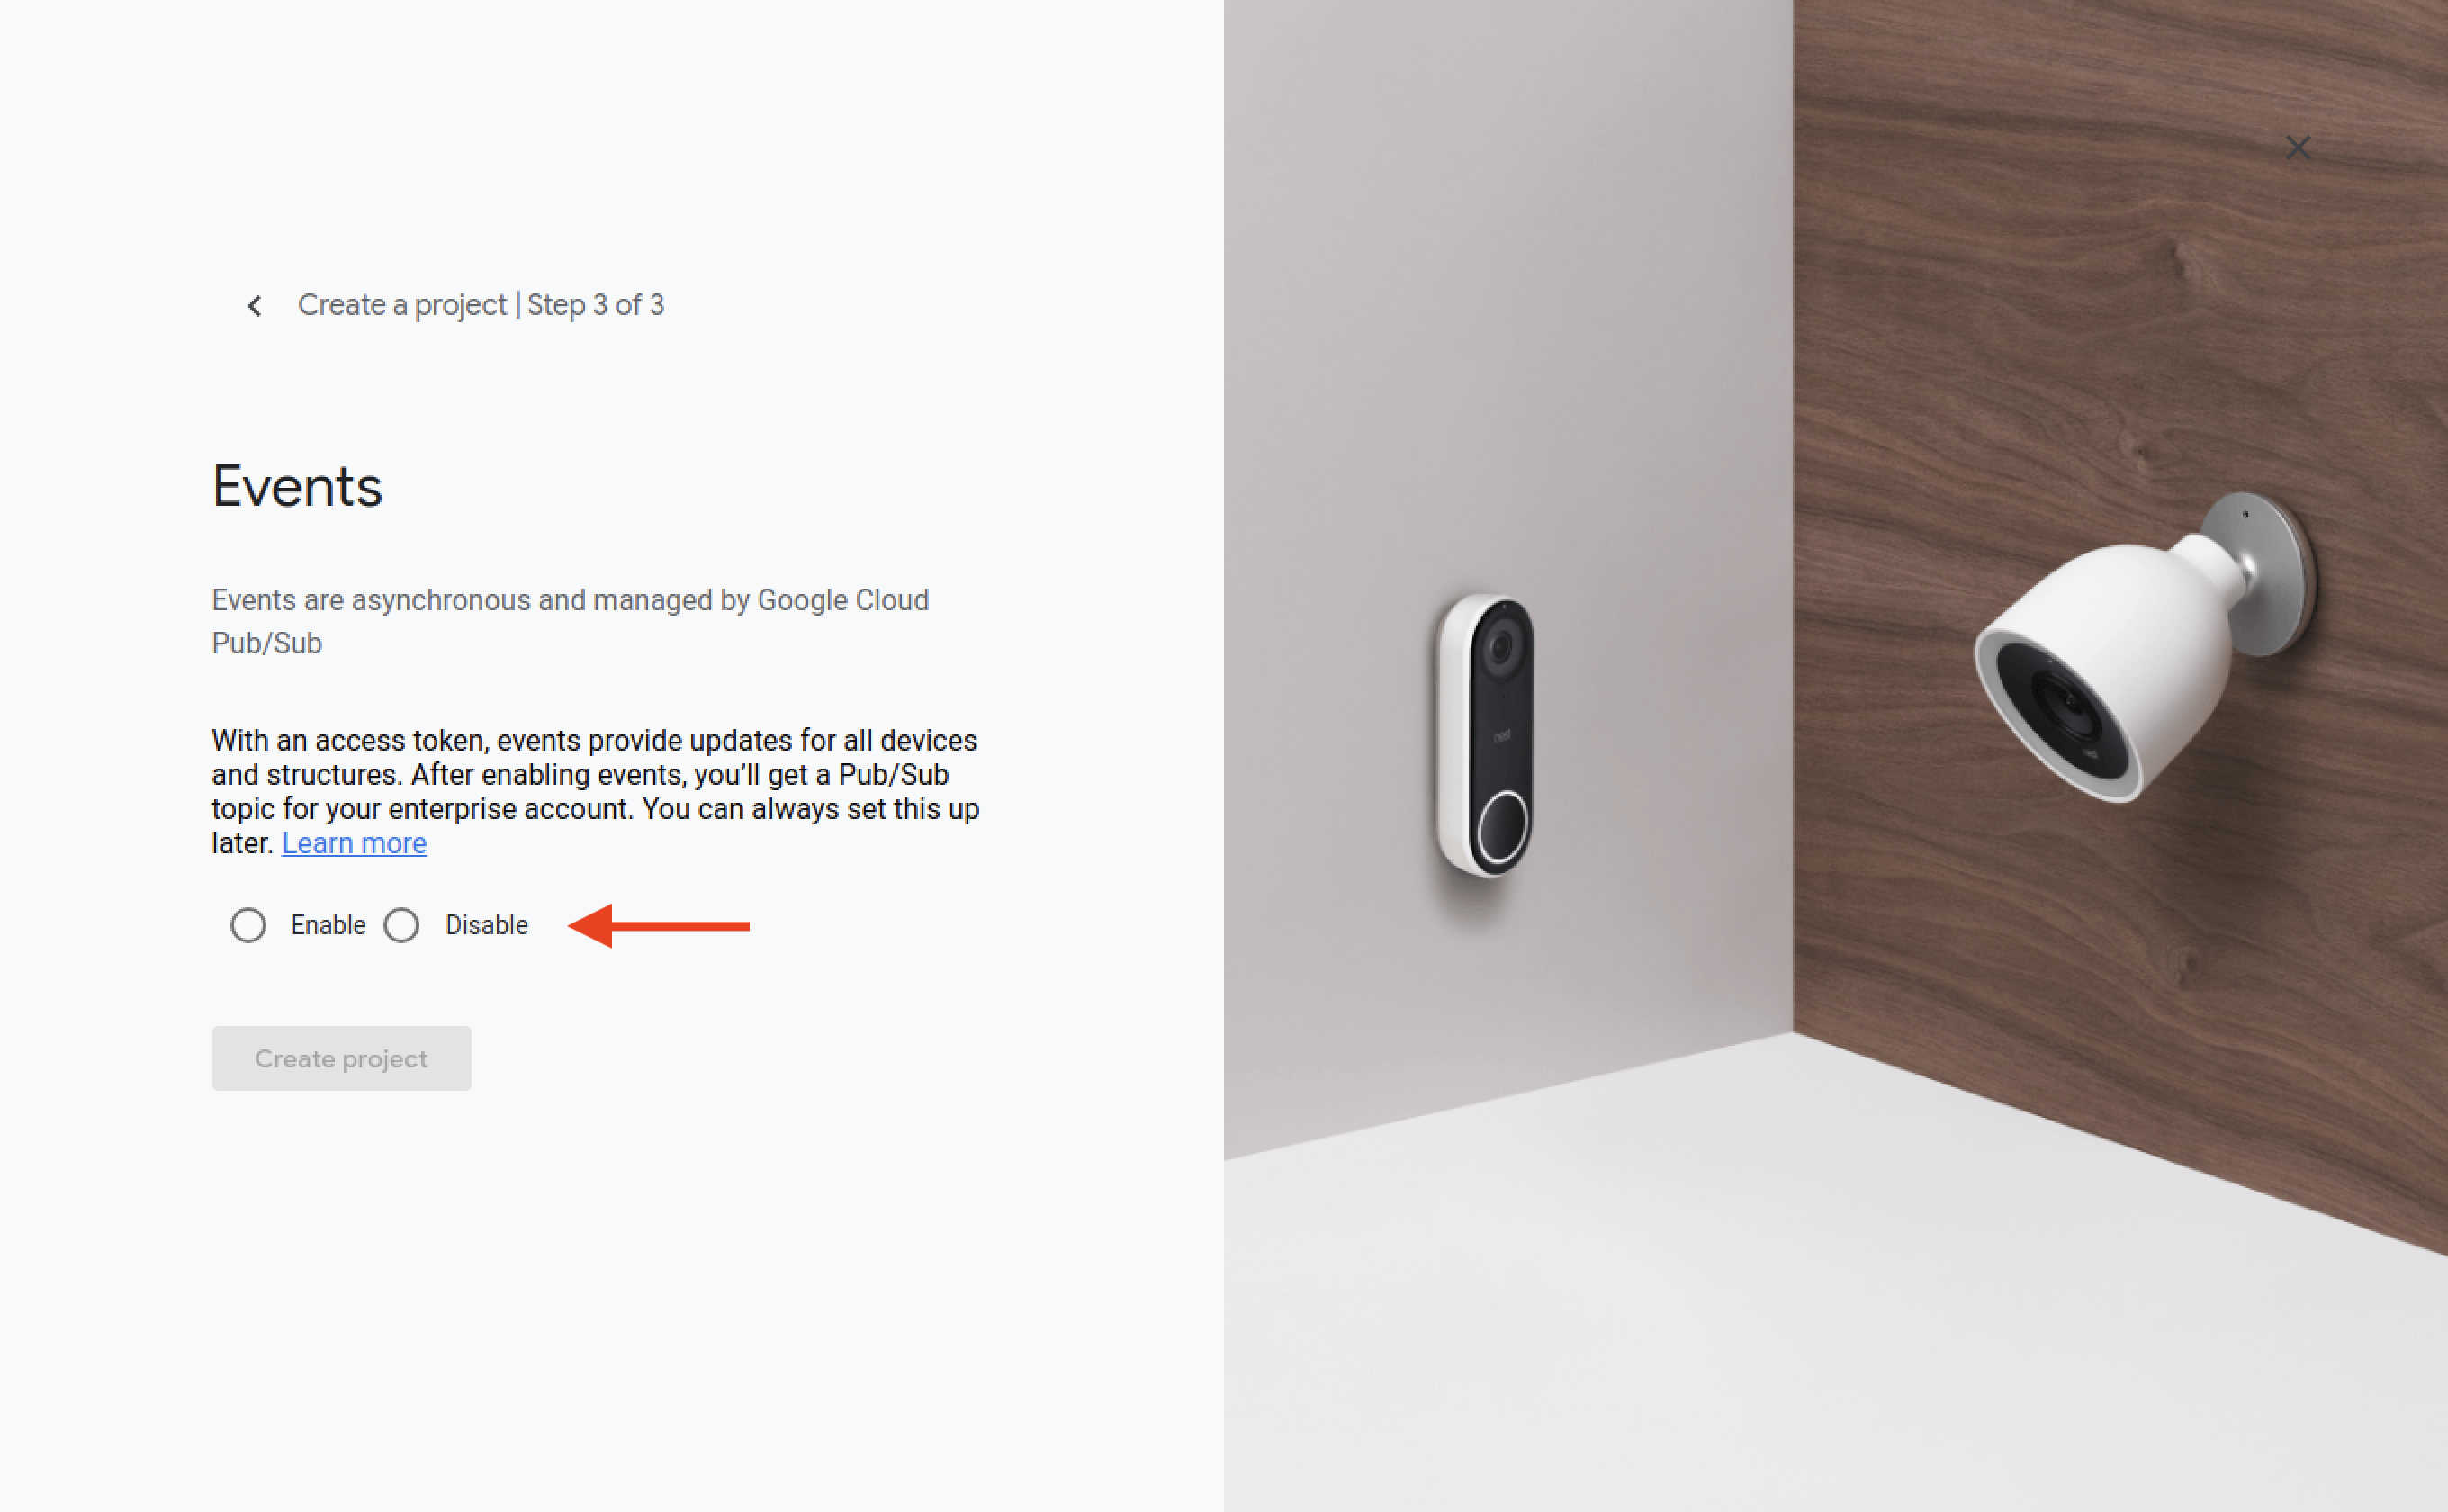 Create a project | Step 3 of 3
Events
Events are asynchronous and managed by Google Cloud
Pub/Sub
With an access token, events provide updates for all devices
and structures. After enabling events, you’ll get a Pub/Sub
topic for your enterprise account. You can always set this up
later. Learn more
Enable Disable
Create project
nest
nest